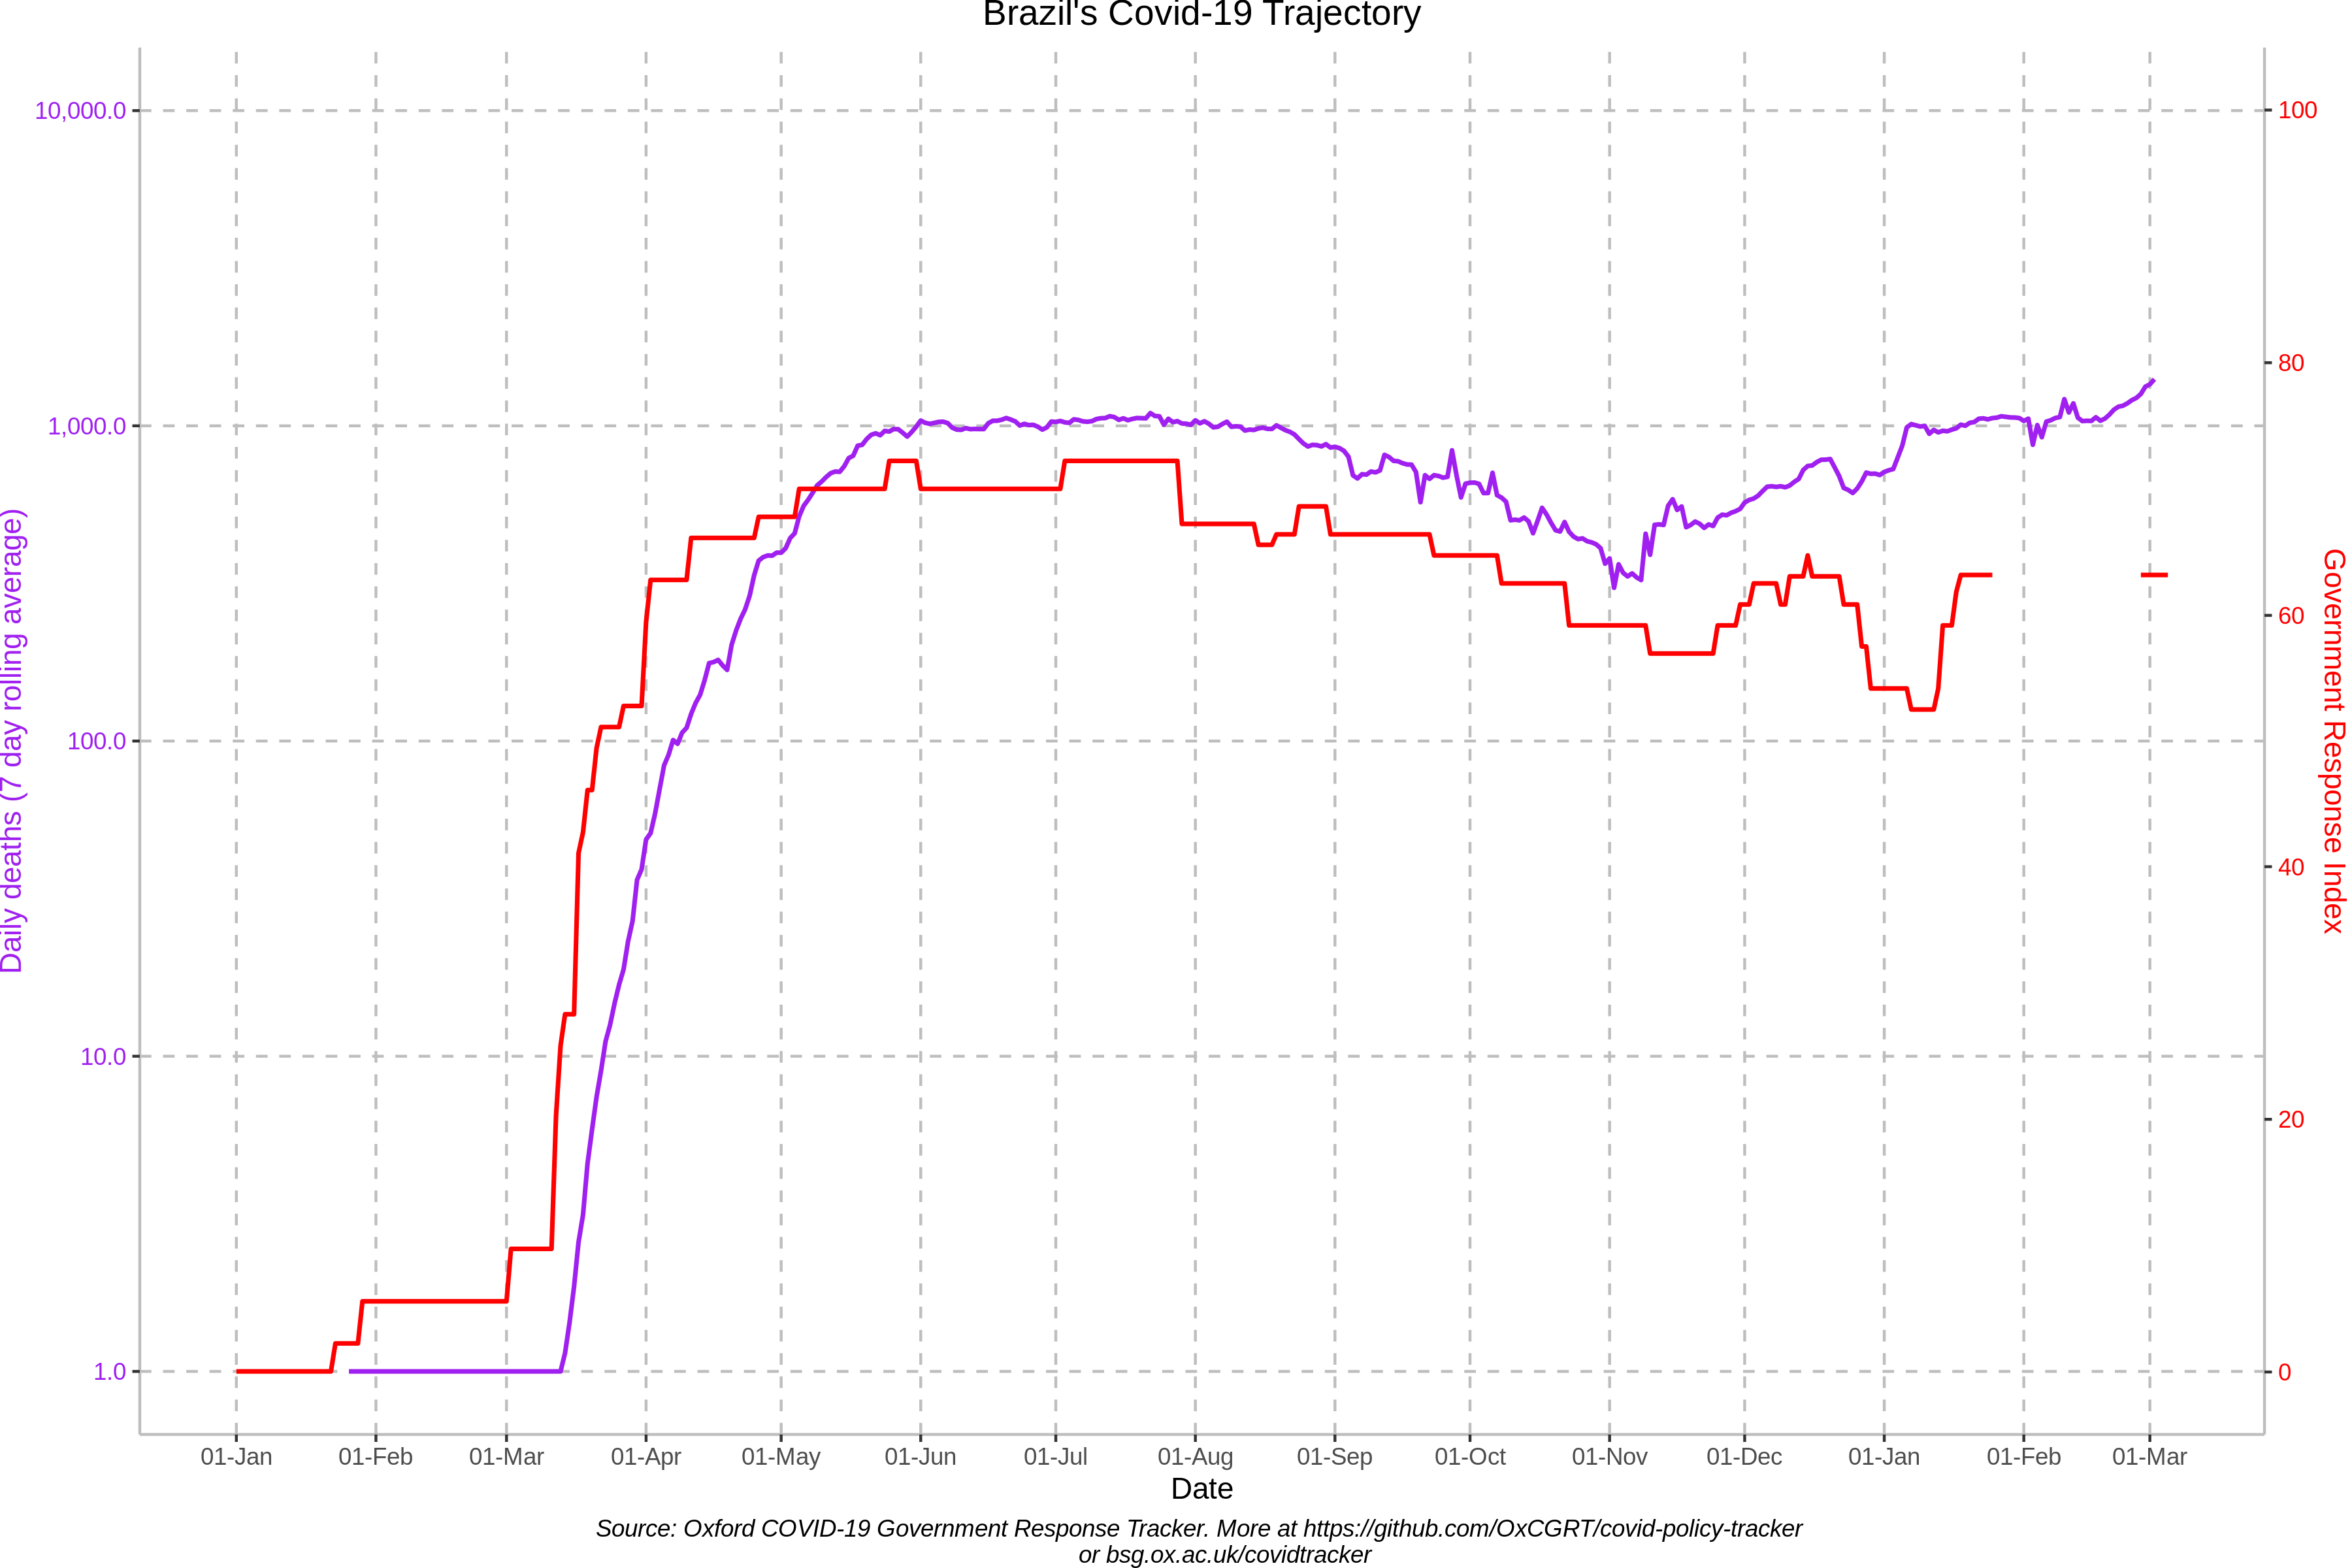 Brazil's Covid-19 Trajectory
Daily deaths (7 day rolling average)
10,000.0
1,000.0
100.0
10.0
1.0
100
80
60
40
20
0
Government Response Index
01-Jan 01-Feb 01-Mar 01-Apr 01-May 01-Jun 01-Jul 01-Aug 01-Sep 01-Oct 01-Nov 01-Dec 01-Jan 01-Feb 01-Mar
Date
Source: Oxford COVID-19 Government Response Tracker. More at https://github.com/OxCGRT/covid-policy-tracker
or bsg.ox.ac.uk/covidtracker